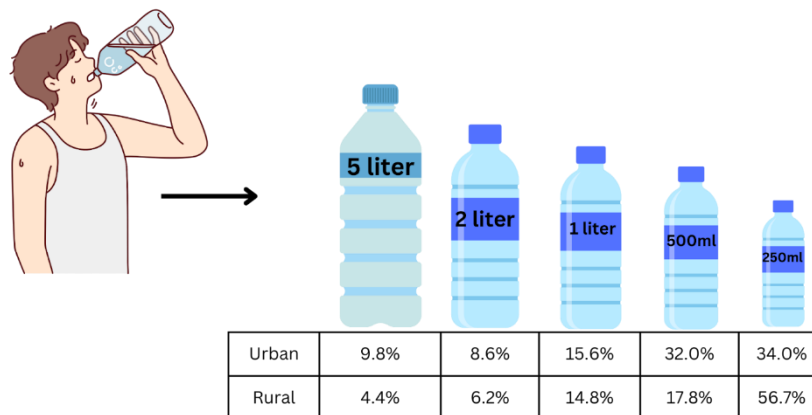 5 liter
2 liter
1 liter
500ml
250ml
Urban 9.8% 8.6% 15.6% 32.0% 34.0%
Rural 4.4% 6.2% 14.8% 17.8% 56.7%